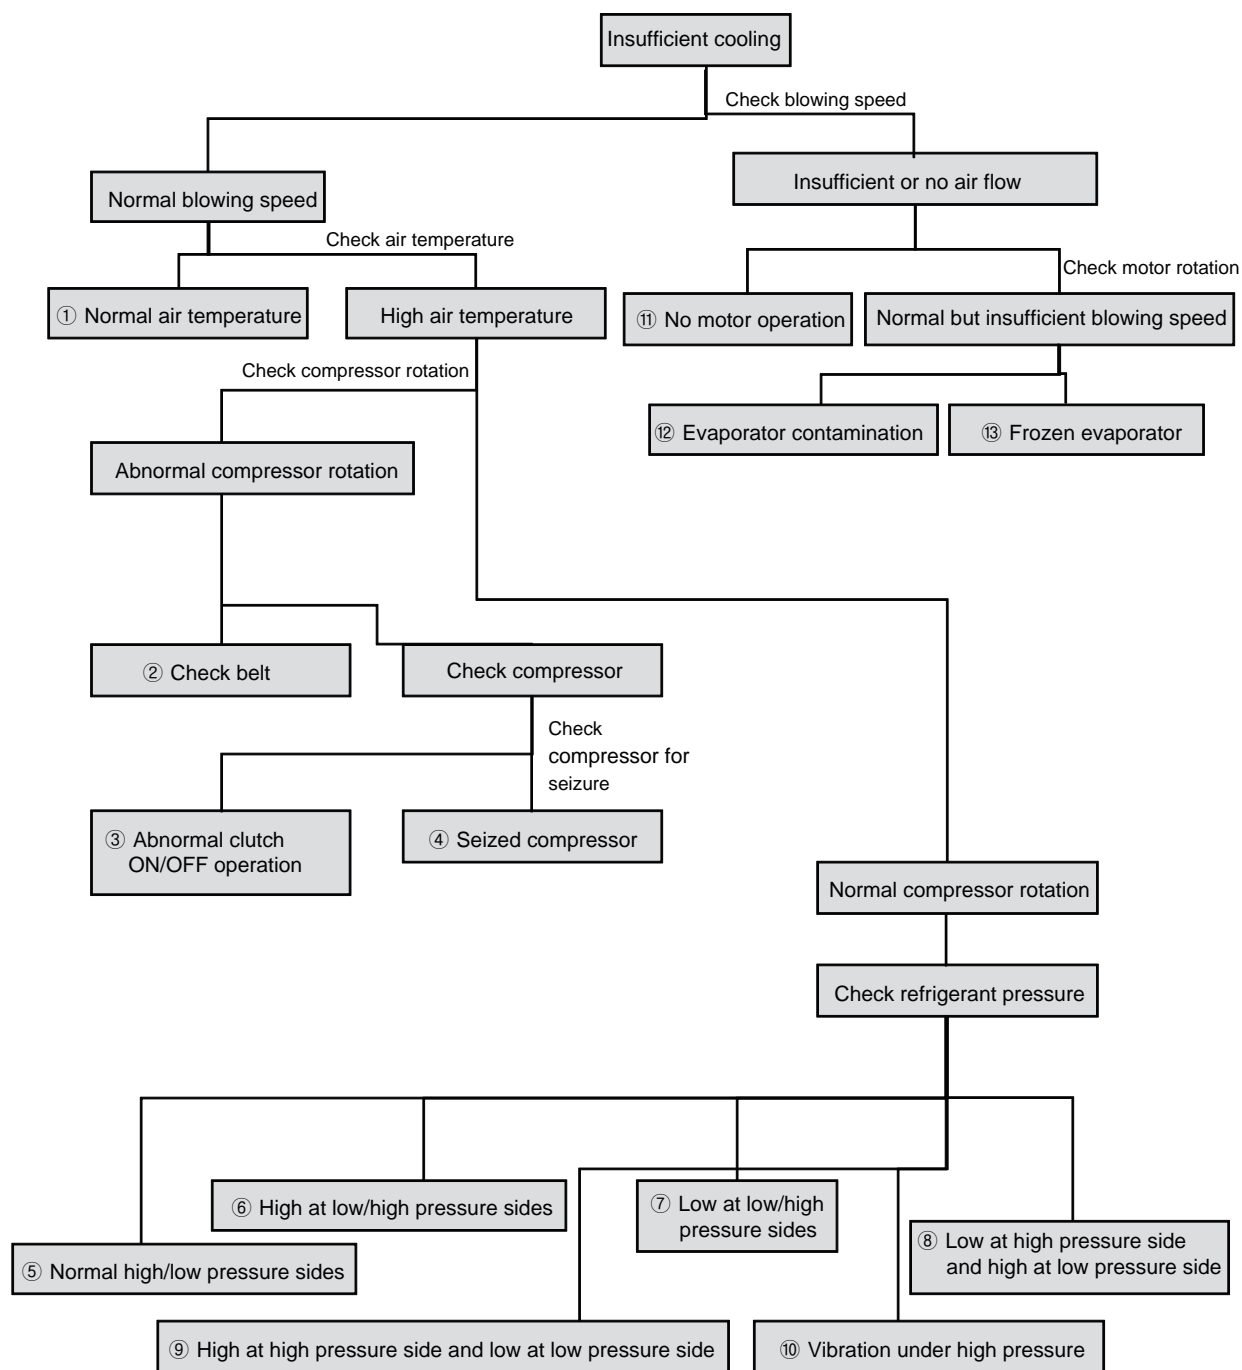 Insufficient cooling
Check blowing speed
Normal blowing speed
Insufficient or no air flow
Check air temperature
Check motor rotation
① Normal air temperature
High air temperature
⑪ No motor operation
Normal but insufficient blowing speed
Check compressor rotation
⑫ Evaporator contamination
⑬ Frozen evaporator
Abnormal compressor rotation
② Check belt
Check compressor
Check
compressor for
seizure
③ Abnormal clutch
ON/OFF operation
④ Seized compressor
Normal compressor rotation
Check refrigerant pressure
⑥ High at low/high pressure sides
⑦ Low at low/high
pressure sides
⑧ Low at high pressure side
and high at low pressure side
⑤ Normal high/low pressure sides
⑨ High at high pressure side and low at low pressure side
⑩ Vibration under high pressure